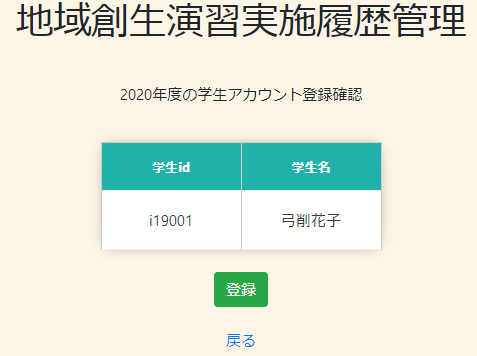 地域創生演習実施履歴管理
2020年度の学生アカウント登録確認
学生id 学生名
i19001 弓削花子
登録
戻る